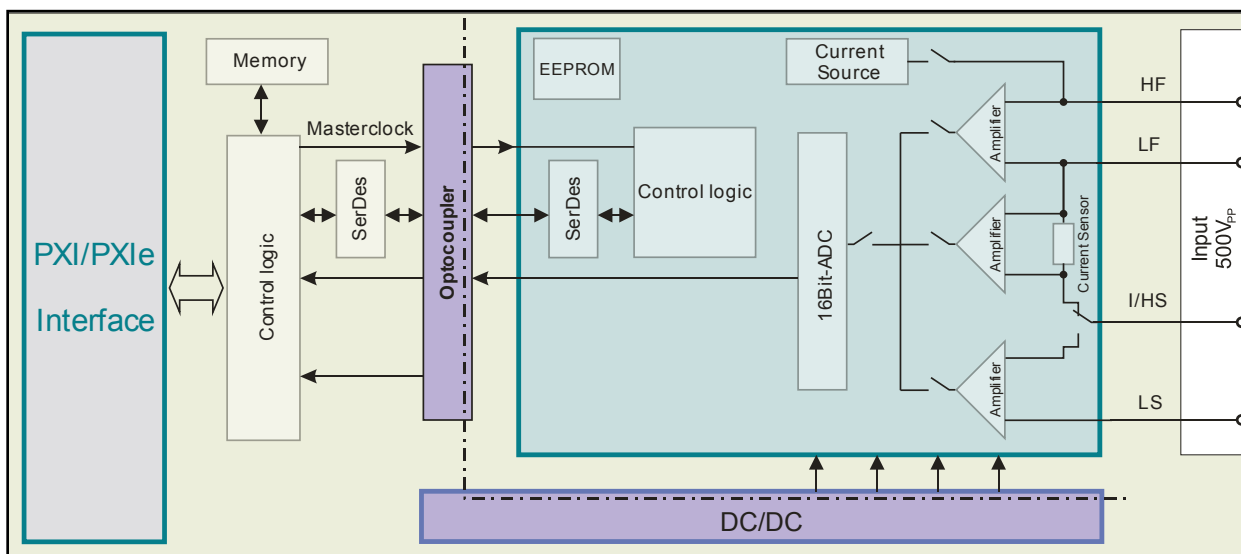 PXI/PXIe
Interface
Memory
Control logic
Masterclock
SerDes
Optocoupler
EEPROM
SerDes
Control logic
Current
Source
16Bit-ADC
Amplifier
Amplifier
Amplifier
Current Sensor
HF
LF
I/HS
LS
Input
500VPP
DC/DC